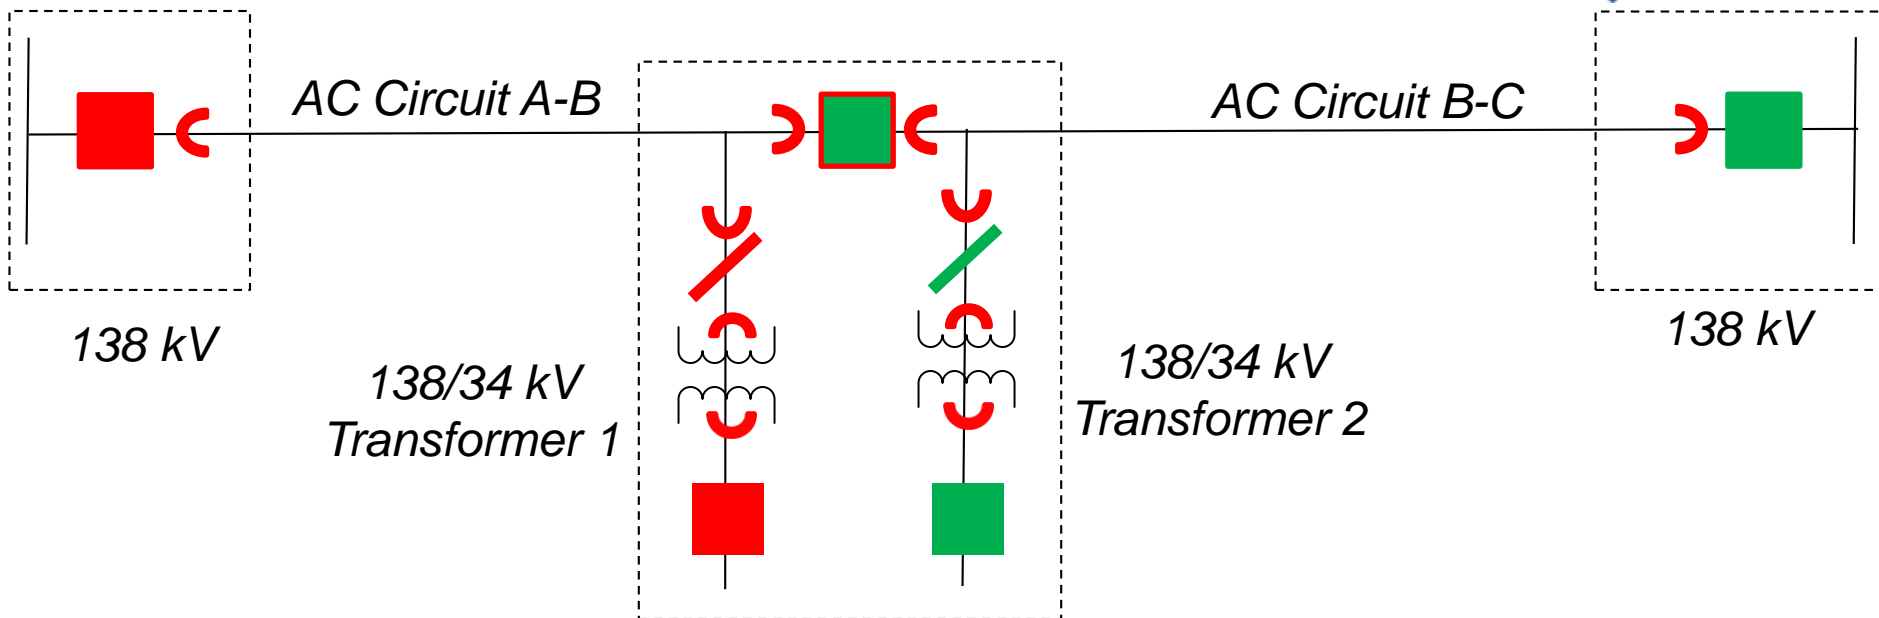 AC Circuit A-B
AC Circuit B-C
138 kV
138/34 kV
Transformer 1
138/34 kV
Transformer 2
138 kV